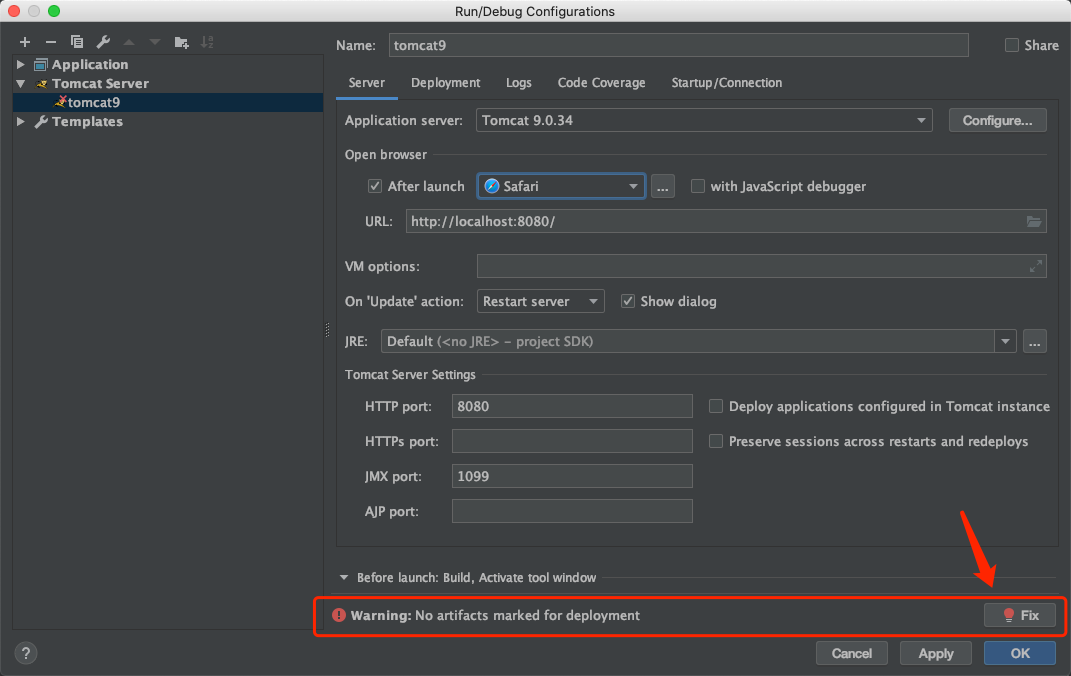 Run/Debug Configurations
Name: tomcat9 Share
Application
Tomcat Server
tomcat9
Templates
Server Deployment Logs Code Coverage Startup/Connection
Application server: Tomcat 9.0.34 Configure...
Open browser
After launch Safari ... with JavaScript debugger
URL: http://localhost:8080/
VM options:
On 'Update' action: Restart server Show dialog
JRE: Default (<no JRE> – project SDK) ...
Tomcat Server Settings
HTTP port: 8080 Deploy applications configured in Tomcat instance
HTTPs port: Preserve sessions across restarts and redeploys
JMX port: 1099
AJP port:
Before launch: Build, Activate tool window
Warning: No artifacts marked for deployment Fix
? Cancel Apply OK